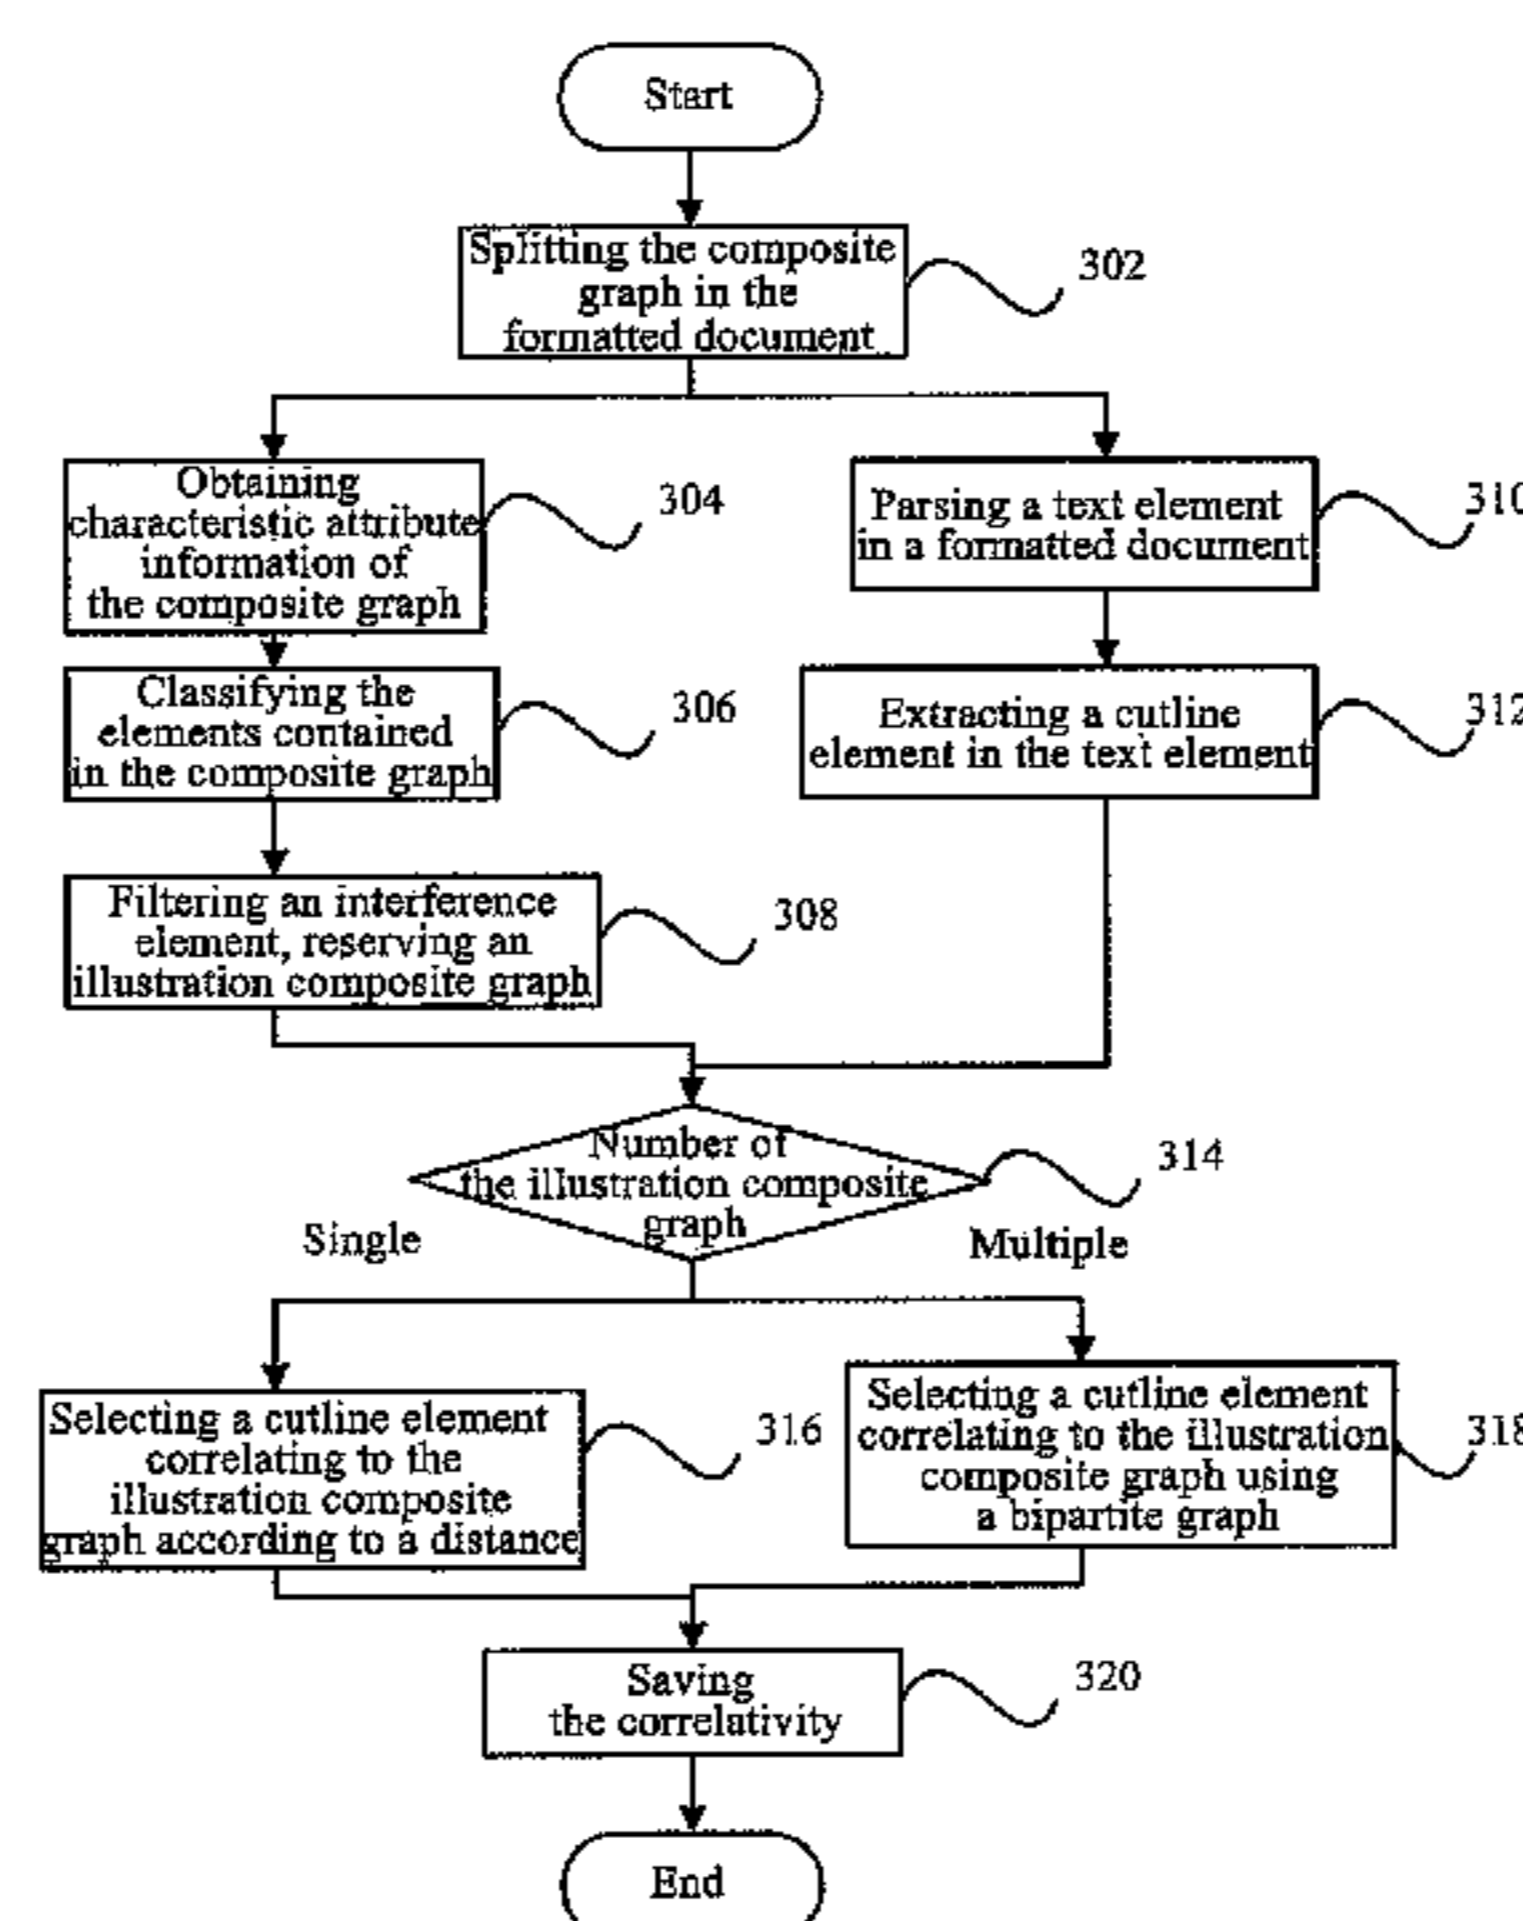 Start
Splitting the composite
graph in the
formatted document
302
Obtaining
characteristic attribute
information of
the composite graph
304
Parsing a text element
in a formatted document
310
Classifying the
elements contained
in the composite graph
306
Extracting a cutline
element in the text element
312
Filtering an interference
element, reserving an
illustration composite graph
308
Number of
the illustration composite
graph
314
Single
Multiple
Selecting a cutline element
correlating to the
illustration composite
graph according to a distance
316
Selecting a cutline element
correlating to the illustration
composite graph using
a bipartite graph
318
Saving
the correlativity
320
End